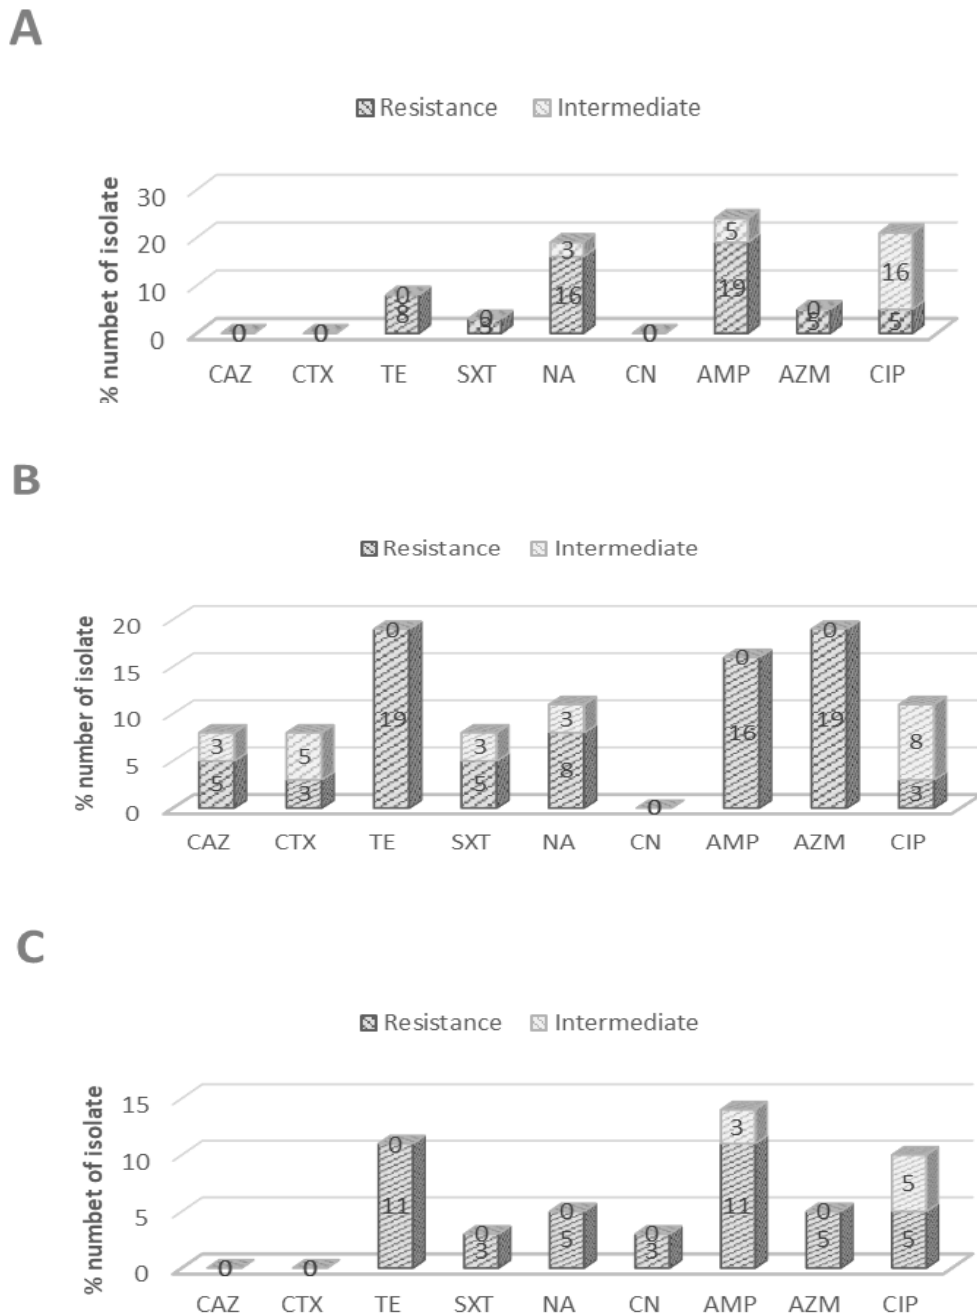 A
Resistance Intermediate
% numbet of isolate
30
20
10
0
0 0 0 8 0 3 3 16 0 5 19 0 5 16 5
CAZ CTX TE SXT NA CN AMP AZM CIP
B
Resistance Intermediate
% number of isolate
20
15
10
5
0
3 5 5 3 0 19 3 5 3 8 0 0 16 0 19 8 3
CAZ CTX TE SXT NA CN AMP AZM CIP
C
Resistance Intermediate
% numbet of isolate
15
10
5
0
0 0 0 11 0 3 0 5 0 3 3 11 0 5 5 5
CAZ CTX TE SXT NA CN AMP AZM CIP